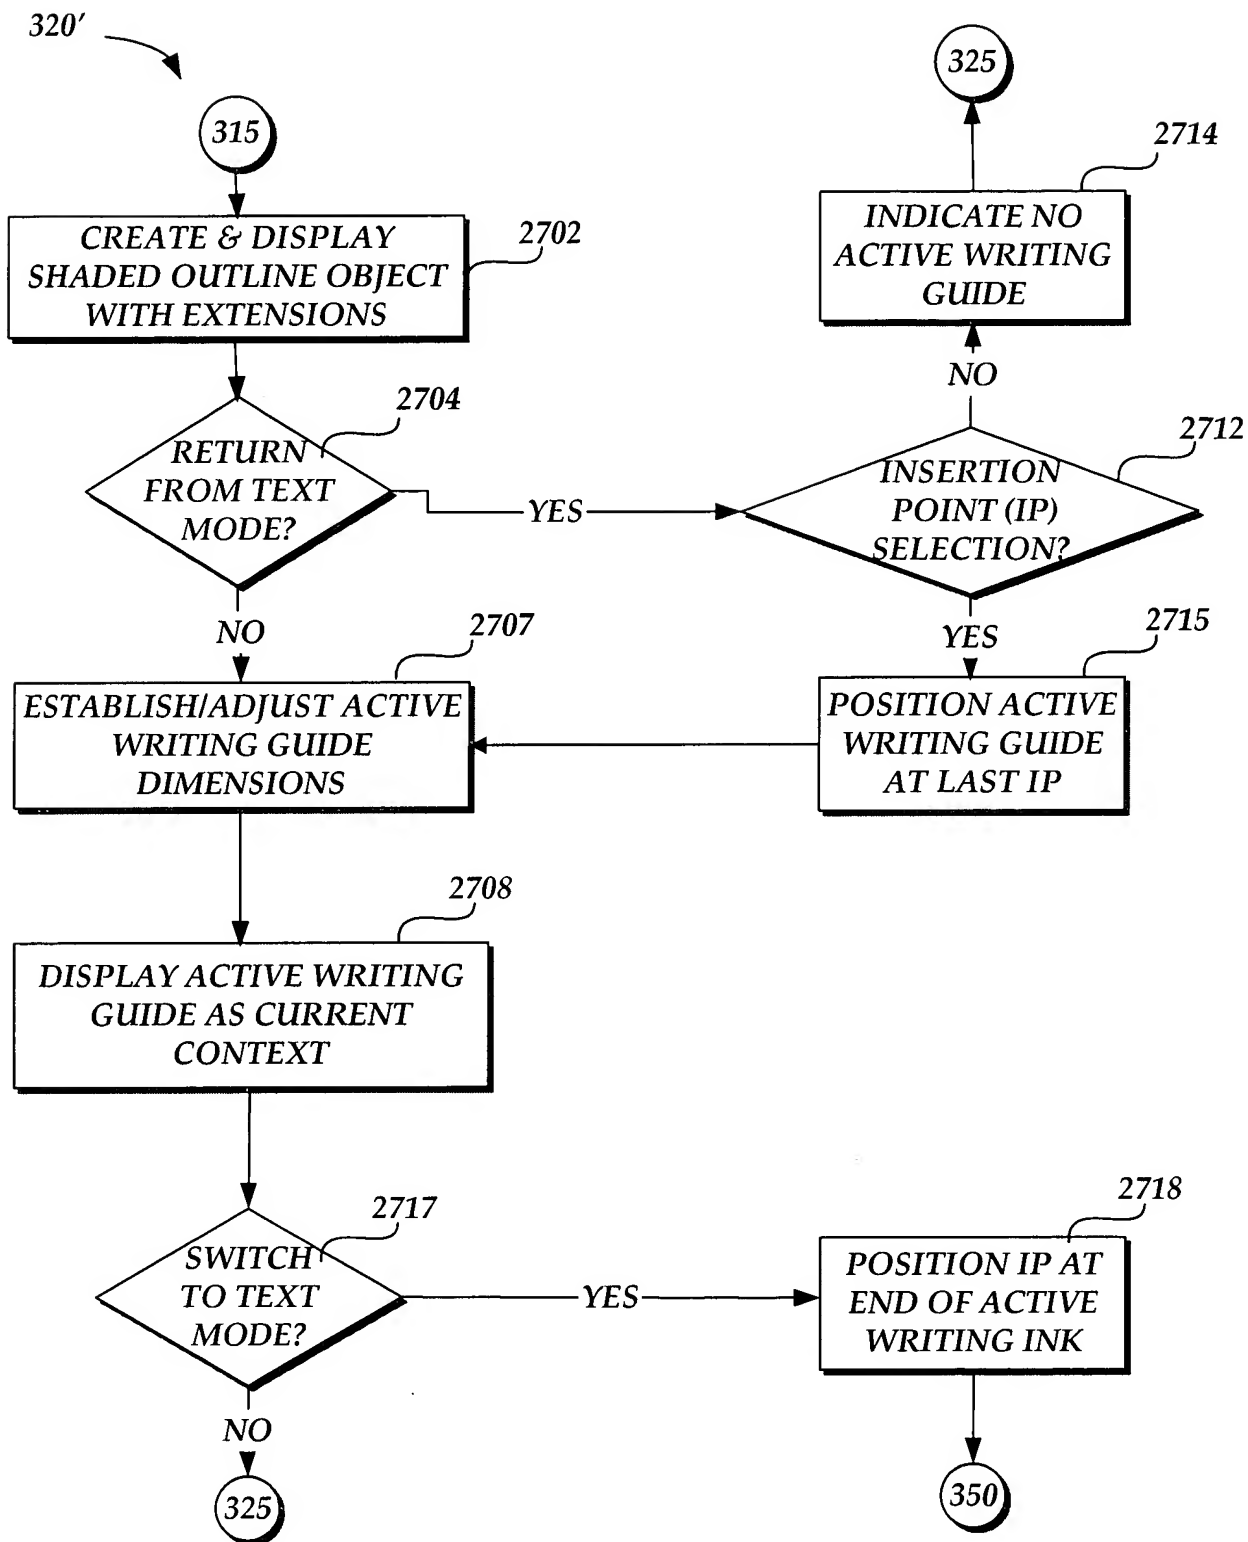 320'
315
325
2714
INDICATE NO
ACTIVE WRITING
GUIDE
2702
CREATE & DISPLAY
SHADED OUTLINE OBJECT
WITH EXTENSIONS
NO
2704
RETURN
FROM TEXT
MODE?
YES
2712
INSERTION
POINT (IP)
SELECTION?
NO
YES
2707
ESTABLISH/ADJUST ACTIVE
WRITING GUIDE
DIMENSIONS
2715
POSITION ACTIVE
WRITING GUIDE
AT LAST IP
2708
DISPLAY ACTIVE WRITING
GUIDE AS CURRENT
CONTEXT
2717
SWITCH
TO TEXT
MODE?
YES
2718
POSITION IP AT
END OF ACTIVE
WRITING INK
NO
325
350